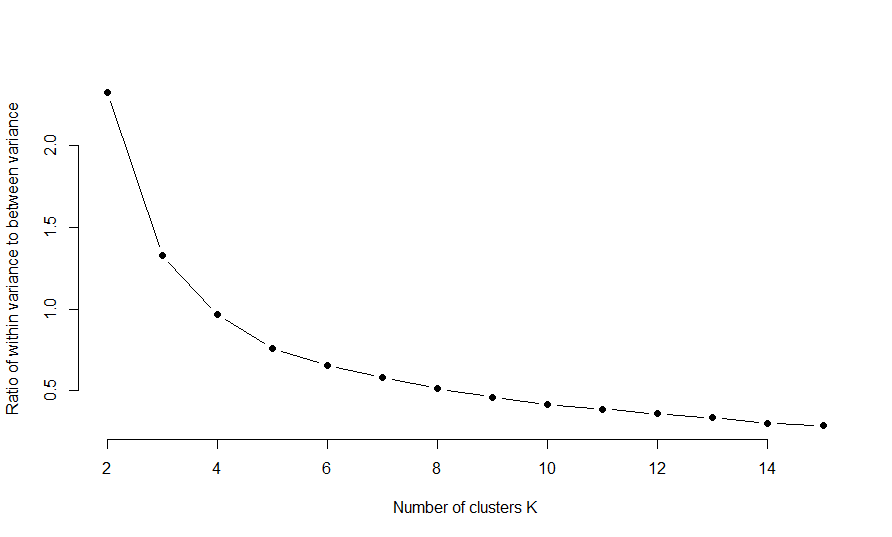 Ratio of within variance to between variance
2.0
1.5
1.0
0.5
2 4 6 8 10 12 14
Number of clusters K